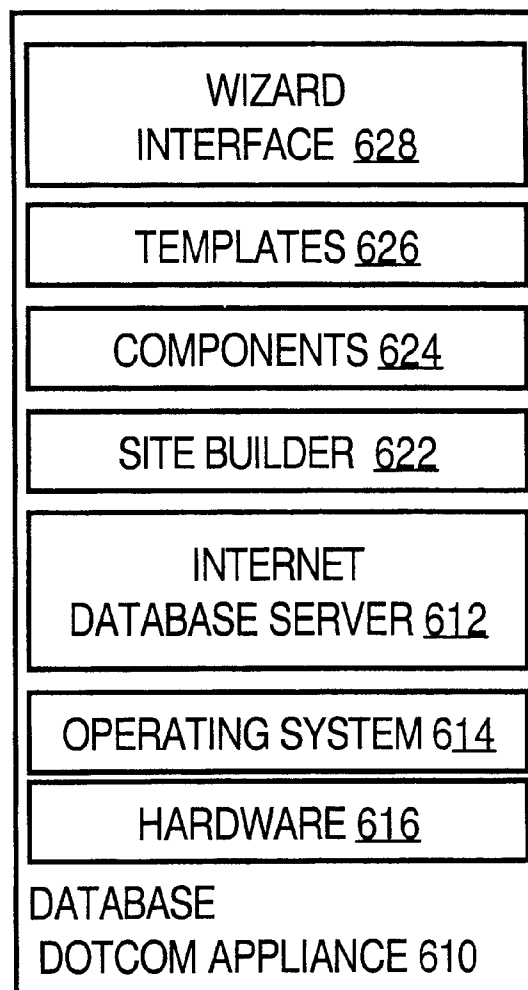 WIZARD
INTERFACE 628
TEMPLATES 626
COMPONENTS 624
SITE BUILDER 622
INTERNET
DATABASE SERVER 612
OPERATING SYSTEM 614
HARDWARE 616
DATABASE
DOTCOM APPLIANCE 610